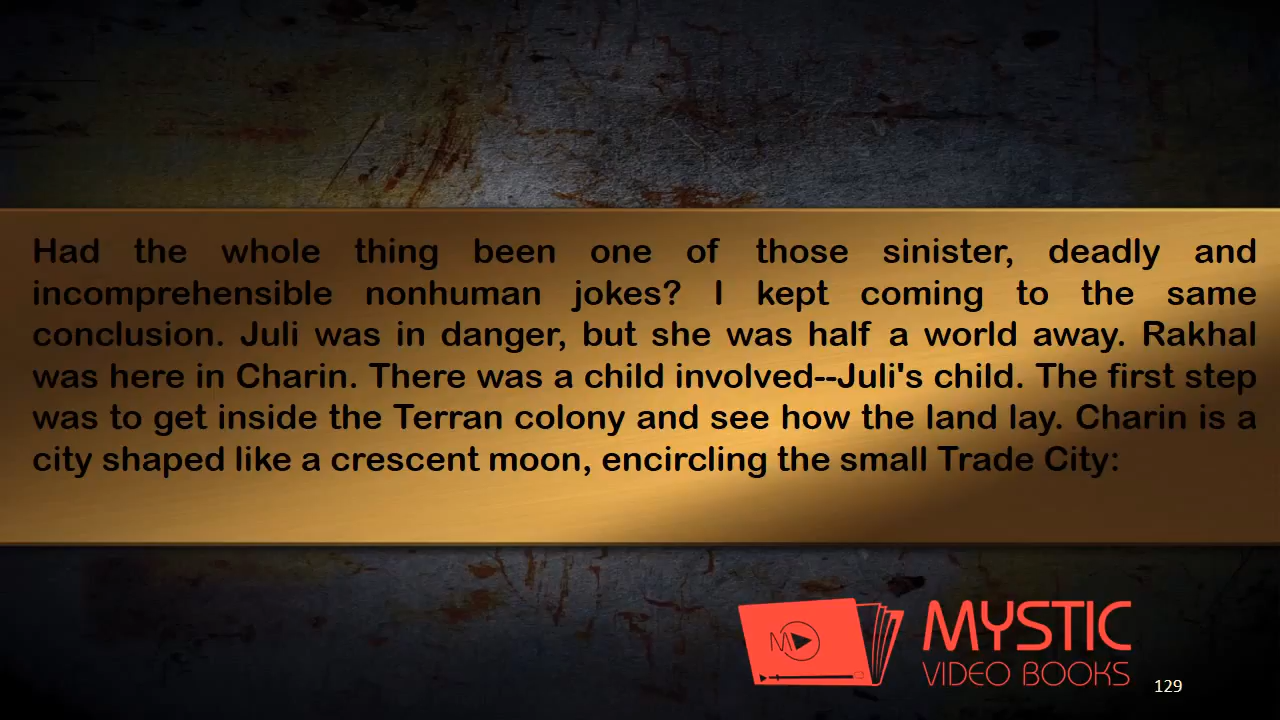 Had the whole thing been one of those sinister, deadly and
incomprehensible nonhuman jokes? I kept coming to the same
conclusion. Juli was in danger, but she was half a world away. Rakhal
was here in Charin. There was a child involved--Juli's child. The first step
was to get inside the Terran colony and see how the land lay. Charin is a
city shaped like a crescent moon, encircling the small Trade City:
M
MYSTIC
VIDEO BOOKS
129